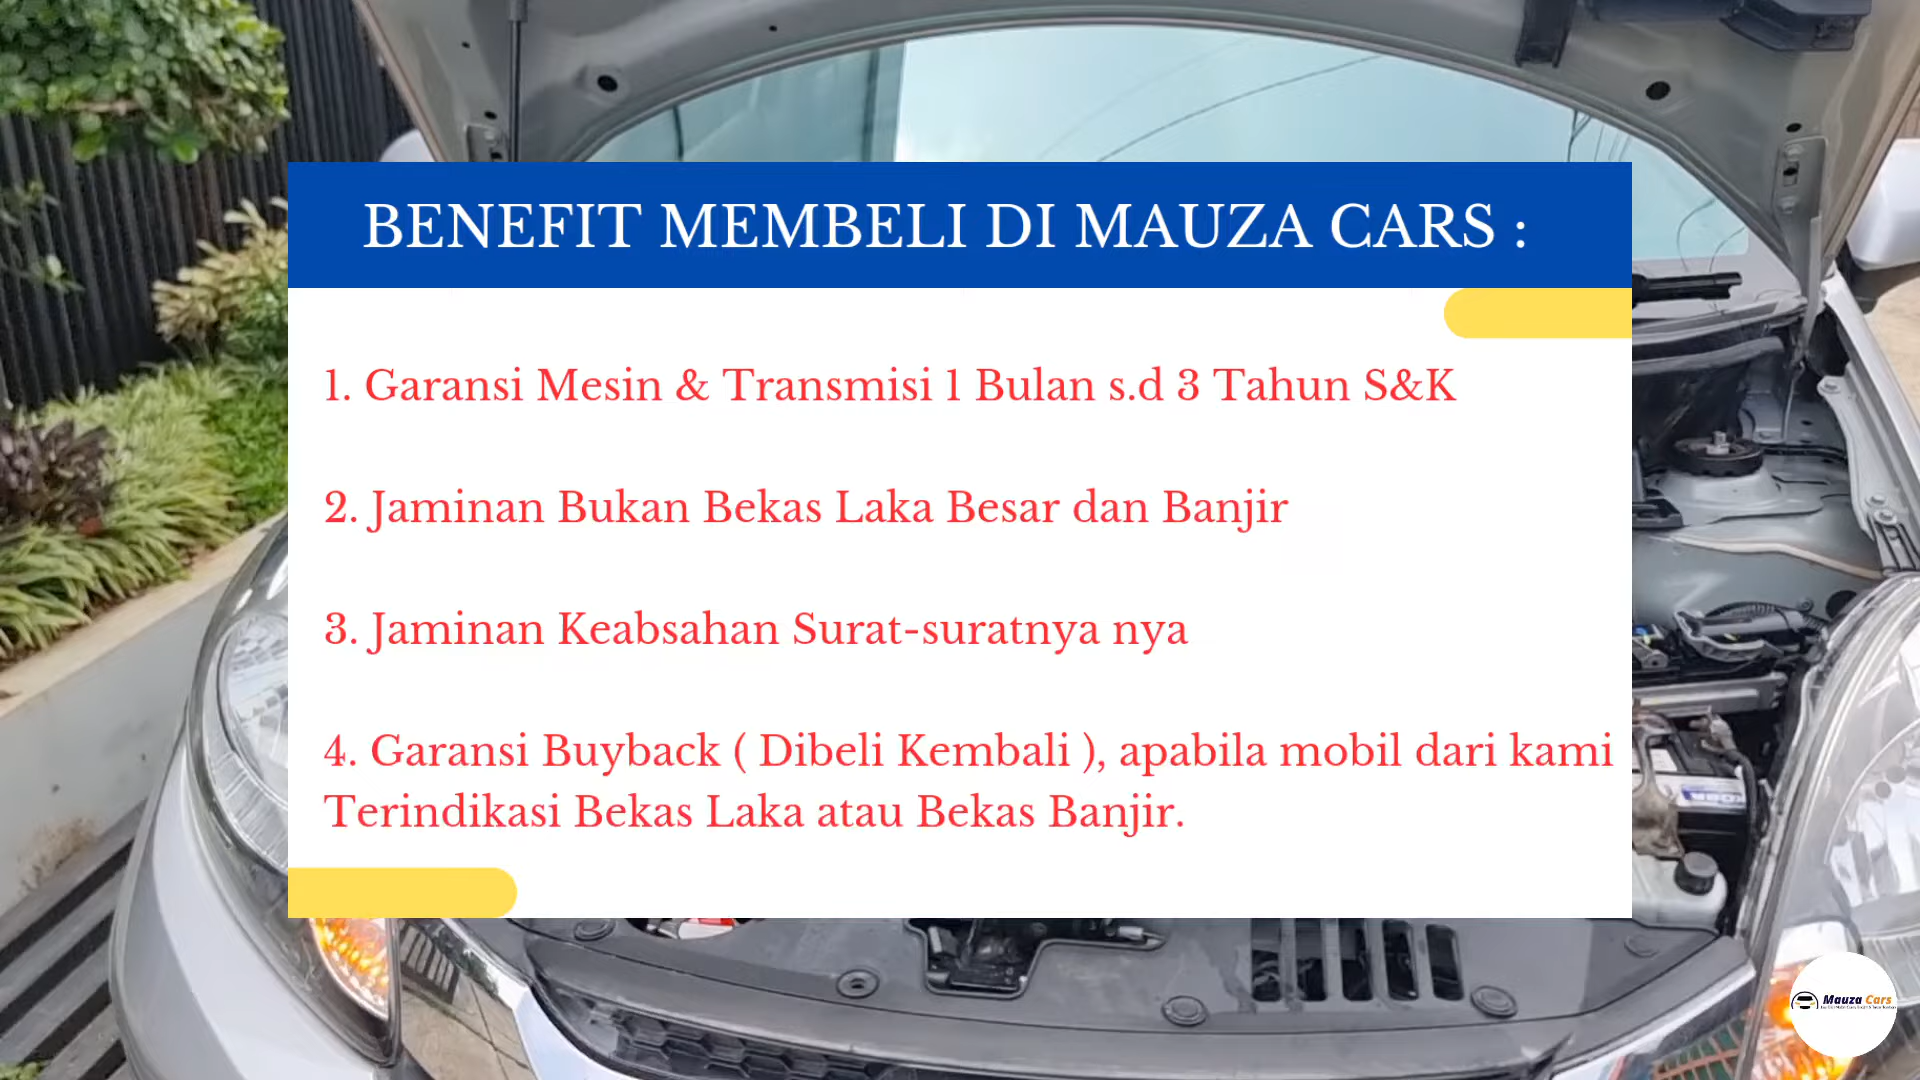 BENEFIT MEMBELI DI MAUZA CARS :
1. Garansi Mesin & Transmisi 1 Bulan s.d 3 Tahun S&K
2. Jaminan Bukan Bekas Laka Besar dan Banjir
3. Jaminan Keabsahan Surat-suratnya nya
4. Garansi Buyback ( Dibeli Kembali ), apabila mobil dari kami
Terindikasi Bekas Laka atau Bekas Banjir.
Mauza Cars